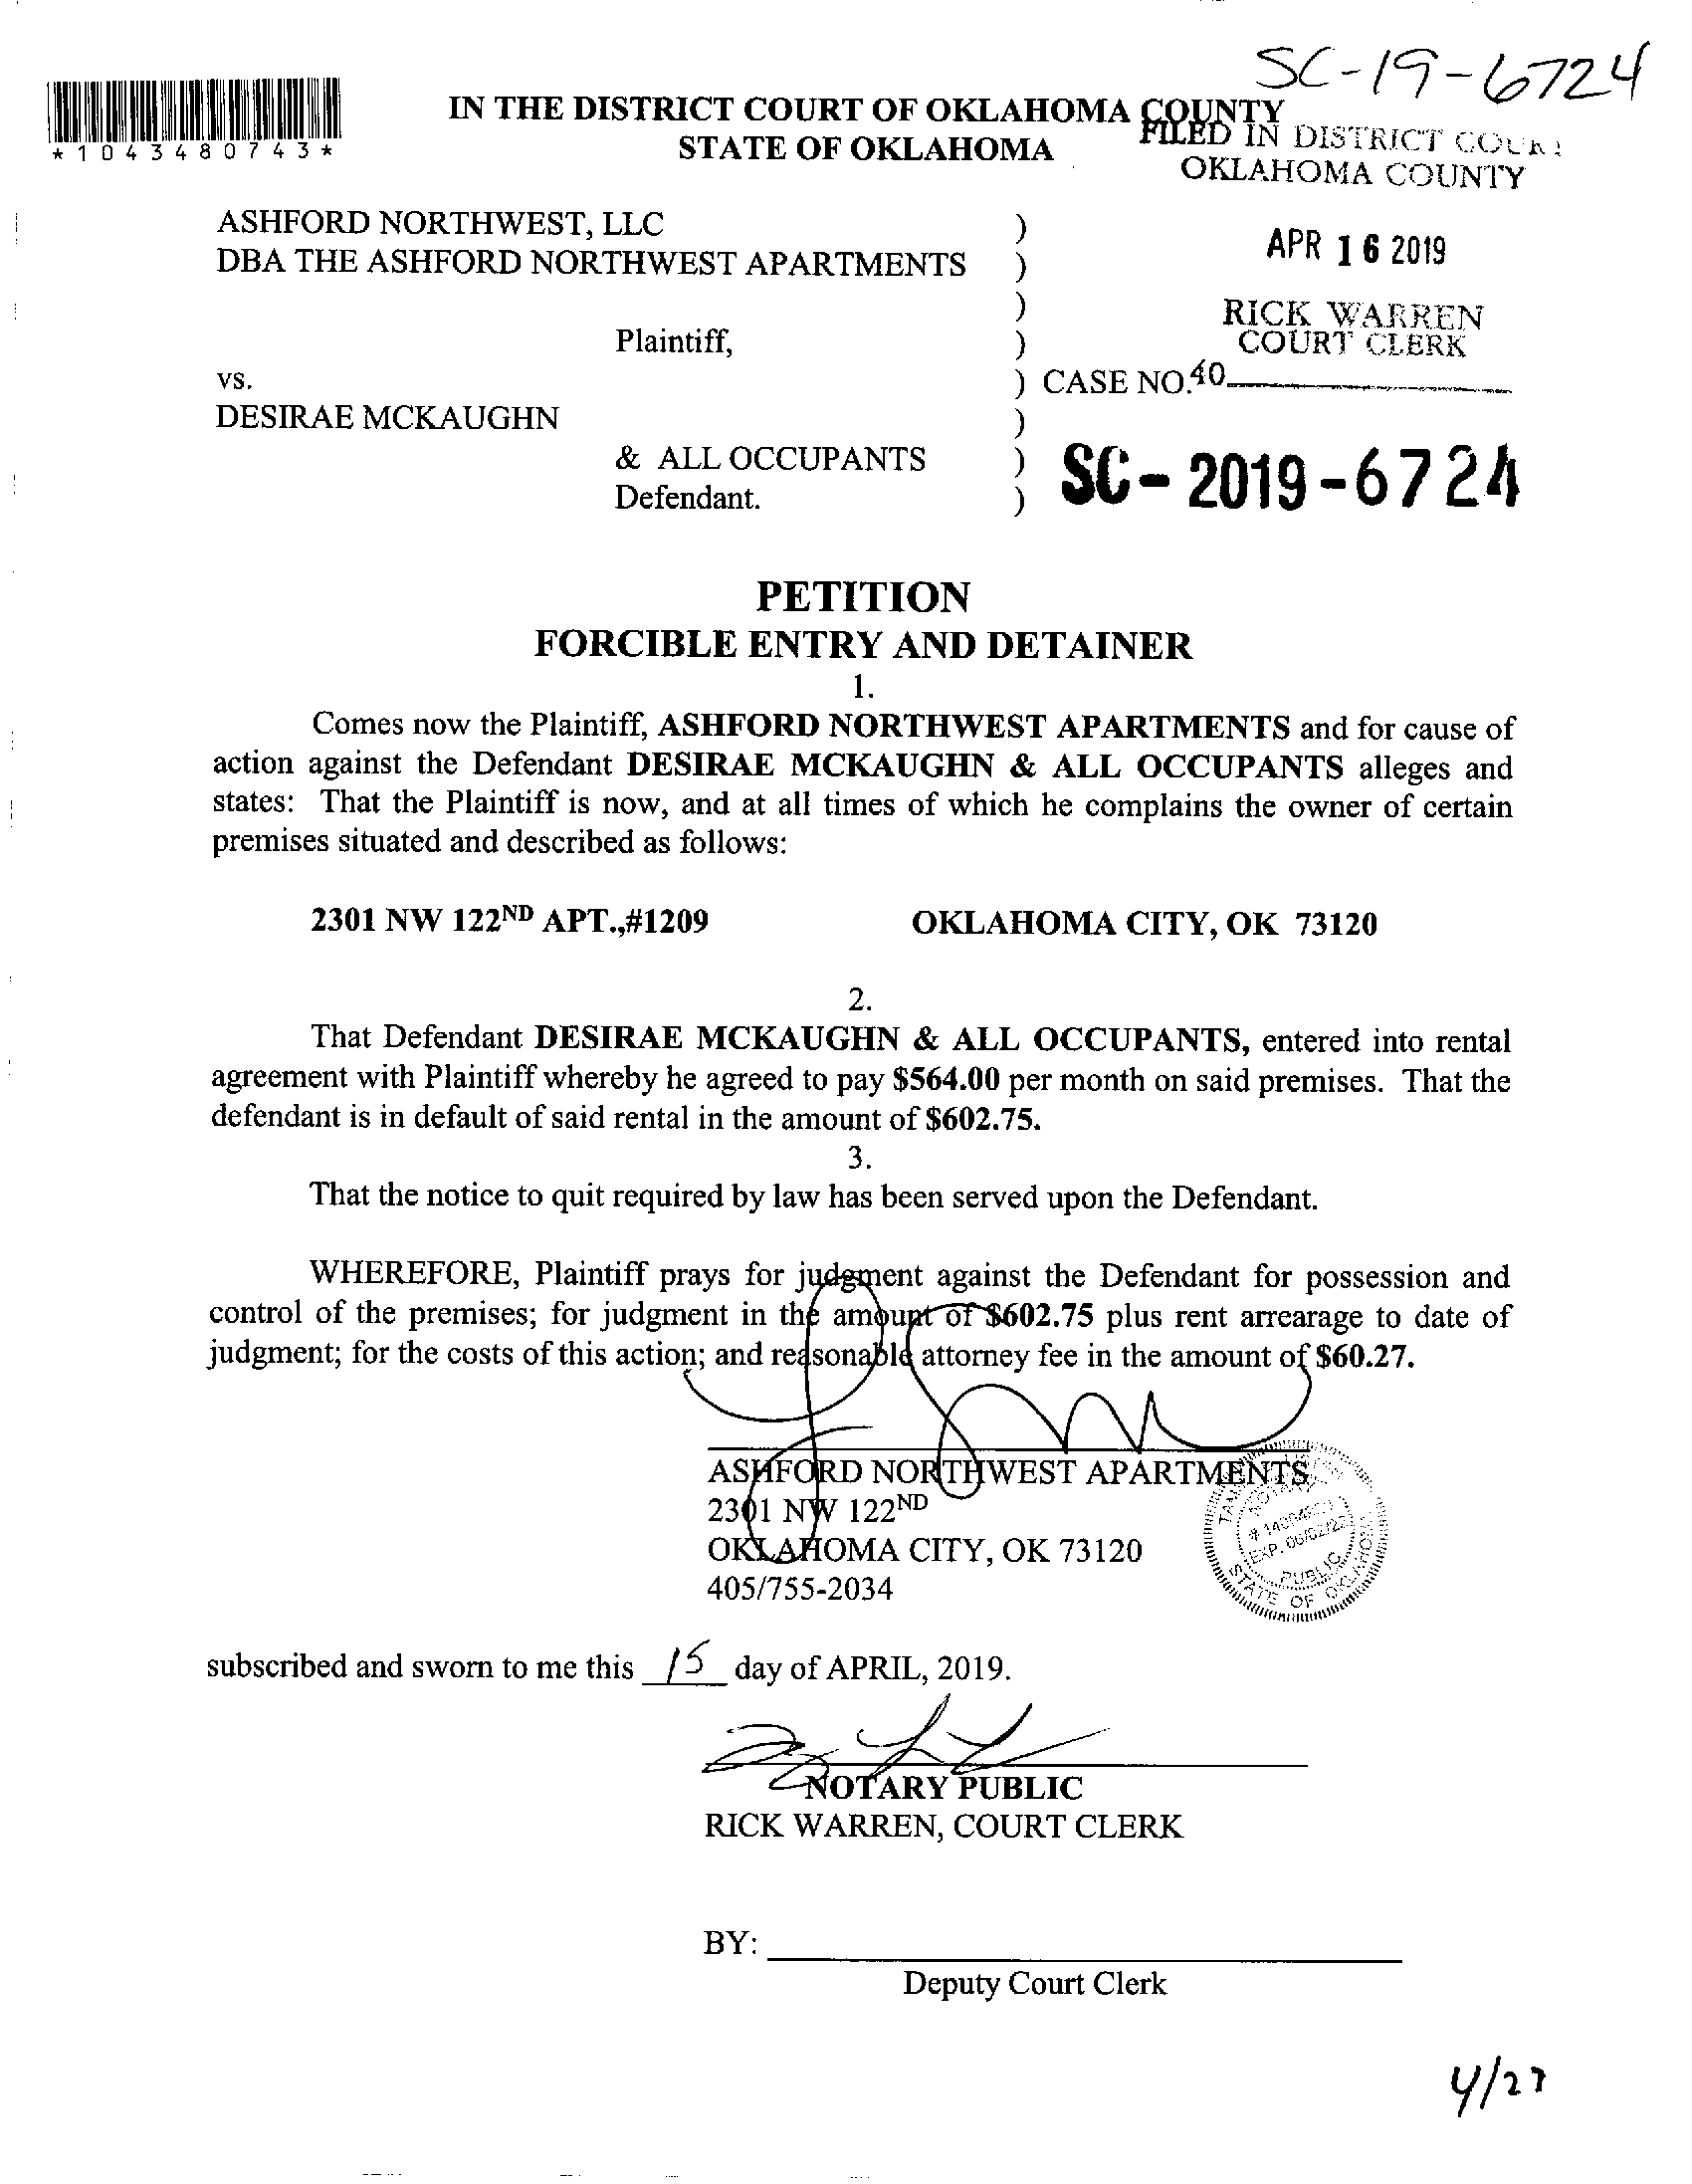 SC-19-6724
*1043480743*
IN THE DISTRICT COURT OF OKLAHOMA COUNTY
STATE OF OKLAHOMA
FILED IN DISTRICT COURT
OKLAHOMA COUNTY
ASHFORD NORTHWEST, LLC )
DBA THE ASHFORD NORTHWEST APARTMENTS )
APR 16 2019
)
RICK WARREN
COURT CLERK
Plaintiff, )
vs. ) CASE NO. 40
DESIRAE MCKAUGHN )
& ALL OCCUPANTS )
Defendant. )
SC-2019-6724
PETITION
FORCIBLE ENTRY AND DETAINER
1.
Comes now the Plaintiff, ASHFORD NORTHWEST APARTMENTS and for cause of
action against the Defendant DESIRAE MCKAUGHN & ALL OCCUPANTS alleges and
states: That the Plaintiff is now, and at all times of which he complains the owner of certain
premises situated and described as follows:
2301 NW 122ND APT.,#1209 OKLAHOMA CITY, OK 73120
2.
That Defendant DESIRAE MCKAUGHN & ALL OCCUPANTS, entered into rental
agreement with Plaintiff whereby he agreed to pay $564.00 per month on said premises. That the
defendant is in default of said rental in the amount of $602.75.
3.
That the notice to quit required by law has been served upon the Defendant.
WHEREFORE, Plaintiff prays for judgment against the Defendant for possession and
control of the premises; for judgment in the amount of $602.75 plus rent arrearage to date of
judgment; for the costs of this action; and reasonable attorney fee in the amount of $60.27.
ASHFORD NORTHWEST APARTMENTS
2301 NW 122ND
OKLAHOMA CITY, OK 73120
405/755-2034
NOTARY
EXP. 06/02/22
PUBLIC
STATE OF OKLAHOMA
subscribed and sworn to me this 15 day of APRIL, 2019.
NOTARY PUBLIC
RICK WARREN, COURT CLERK
BY:
Deputy Court Clerk
4/27